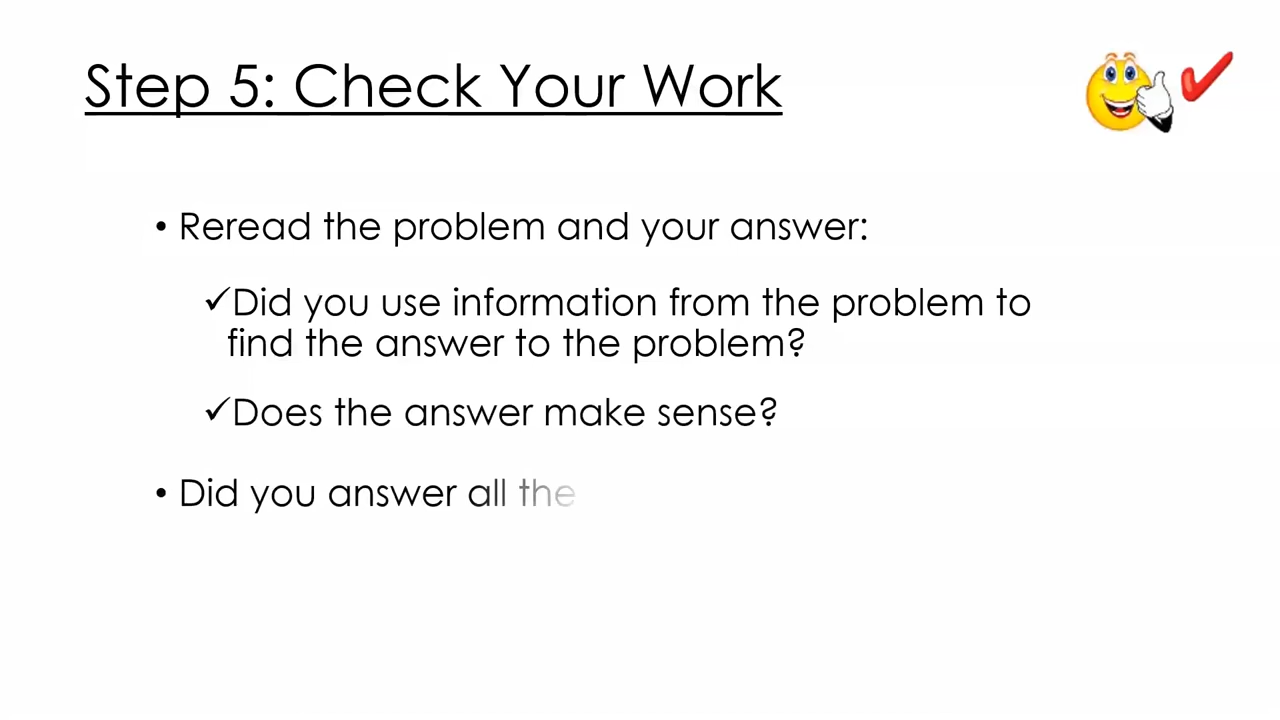 Step 5: Check Your Work
• Reread the problem and your answer:
✓Did you use information from the problem to
find the answer to the problem?
✓Does the answer make sense?
• Did you answer all the